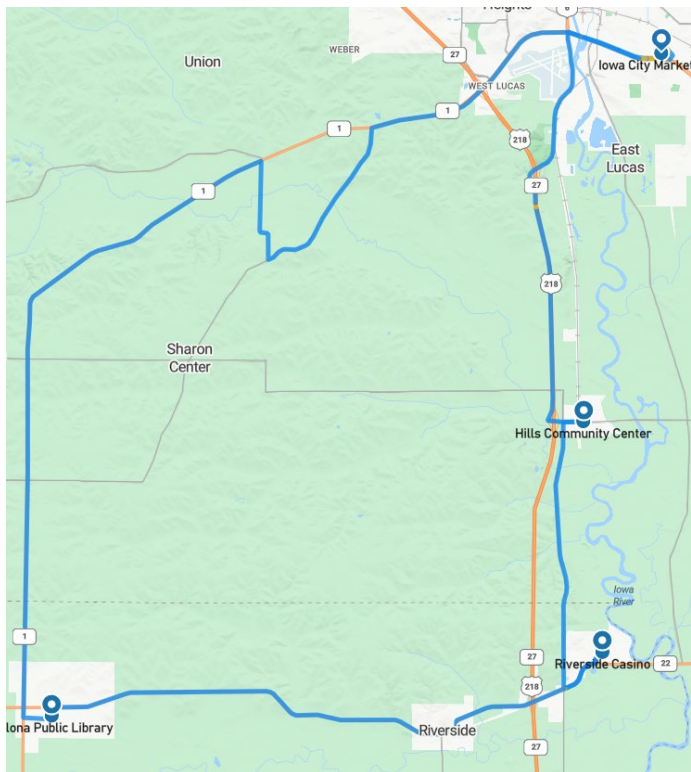 Heights
6
27
Union
WEBER
Iowa City Market
WEST LUCAS
1
1
218
East
Lucas
27
1
218
Sharon
Center
Hills Community Center
Iowa
River
1
27
Riverside Casino
22
218
lona Public Library
Riverside
27